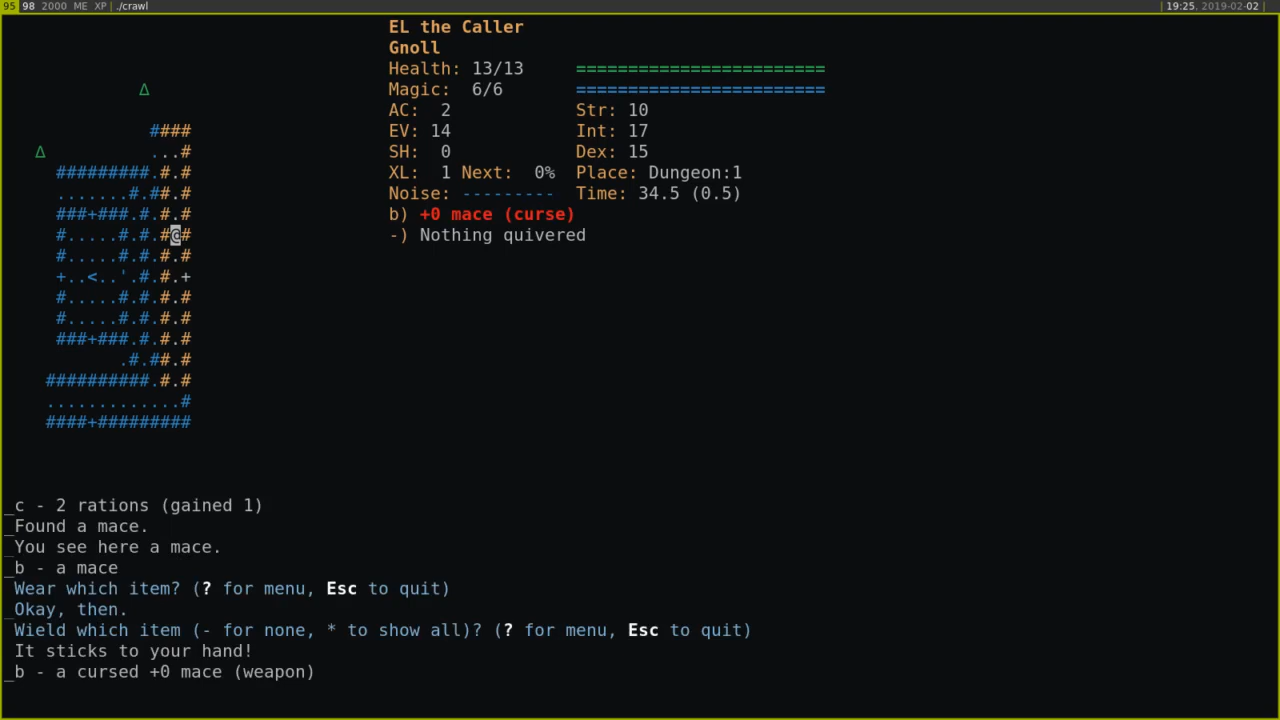 95 98 2000 ME XP | ./crawl | 19:25, 2019-02-02 |
EL the Caller
Gnoll
Health: 13/13 ========================
Magic: 6/6 ========================
AC: 2 Str: 10
EV: 14 Int: 17
SH: 0 Dex: 15
XL: 1 Next: 0% Place: Dungeon:1
Noise: --------- Time: 34.5 (0.5)
b) +0 mace (curse)
-) Nothing quivered
Δ
####
Δ ...#
#########.#.#
.......#.##.#
###+###.#.#.#
#.....#.#.#@#
#.....#.#.#.#
+..<..'.#.#.+
#.....#.#.#.#
#.....#.#.#.#
###+###.#.#.#
.#.##.#
##########.#.#
.............#
####+#########
_c - 2 rations (gained 1)
_Found a mace.
_You see here a mace.
_b - a mace
Wear which item? (? for menu, Esc to quit)
_Okay, then.
Wield which item (- for none, * to show all)? (? for menu, Esc to quit)
It sticks to your hand!
_b - a cursed +0 mace (weapon)